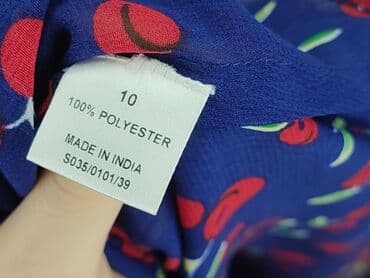 10
100% POLYESTER
MADE IN INDIA
S035/0101/39